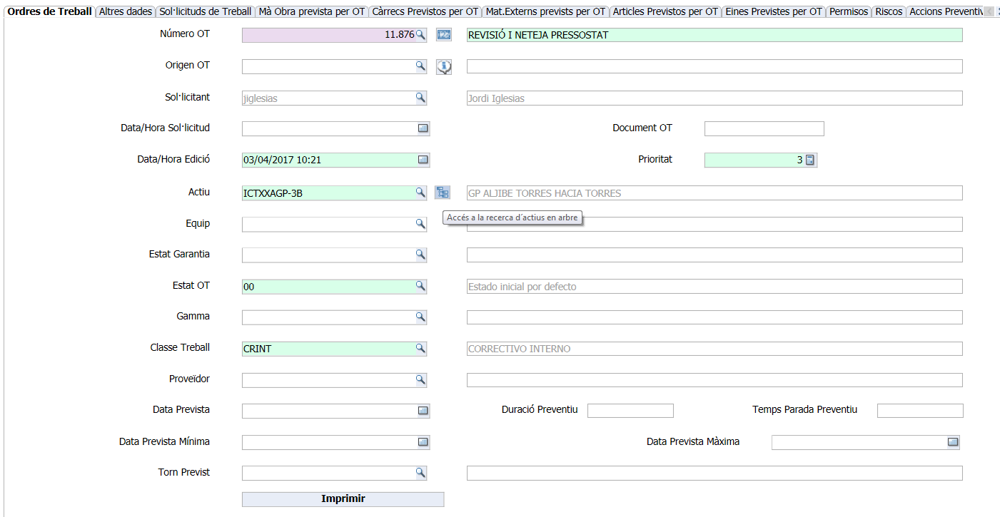 Ordres de Treball Altres dades Sol·licituds de Treball Mà Obra prevista per OT Càrrecs Previstos per OT Mat.Externs prevists per OT Articles Previstos per OT Eines Previstes per OT Permisos Riscos Accions Preventiv
Número OT 11.876 REVISIÓ I NETEJA PRESSOSTAT
Origen OT
Sol·licitant jiglesias Jordi Iglesias
Data/Hora Sol·licitud Document OT
Data/Hora Edició 03/04/2017 10:21 Prioritat 3
Actiu ICTXXAGP-3B GP ALJIBE TORRES HACIA TORRES
Accés a la recerca d´actius en arbre
Equip
Estat Garantia
Estat OT 00 Estado inicial por defecto
Gamma
Classe Treball CRINT CORRECTIVO INTERNO
Proveïdor
Data Prevista Duració Preventiu Temps Parada Preventiu
Data Prevista Mínima Data Prevista Màxima
Torn Previst
Imprimir